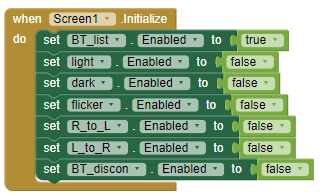 when Screen1 .Initialize
do set BT_list . Enabled to true
set light . Enabled to false
set dark . Enabled to false
set flicker . Enabled to false
set R_to_L . Enabled to false
set L_to_R . Enabled to false
set BT_discon . Enabled to false